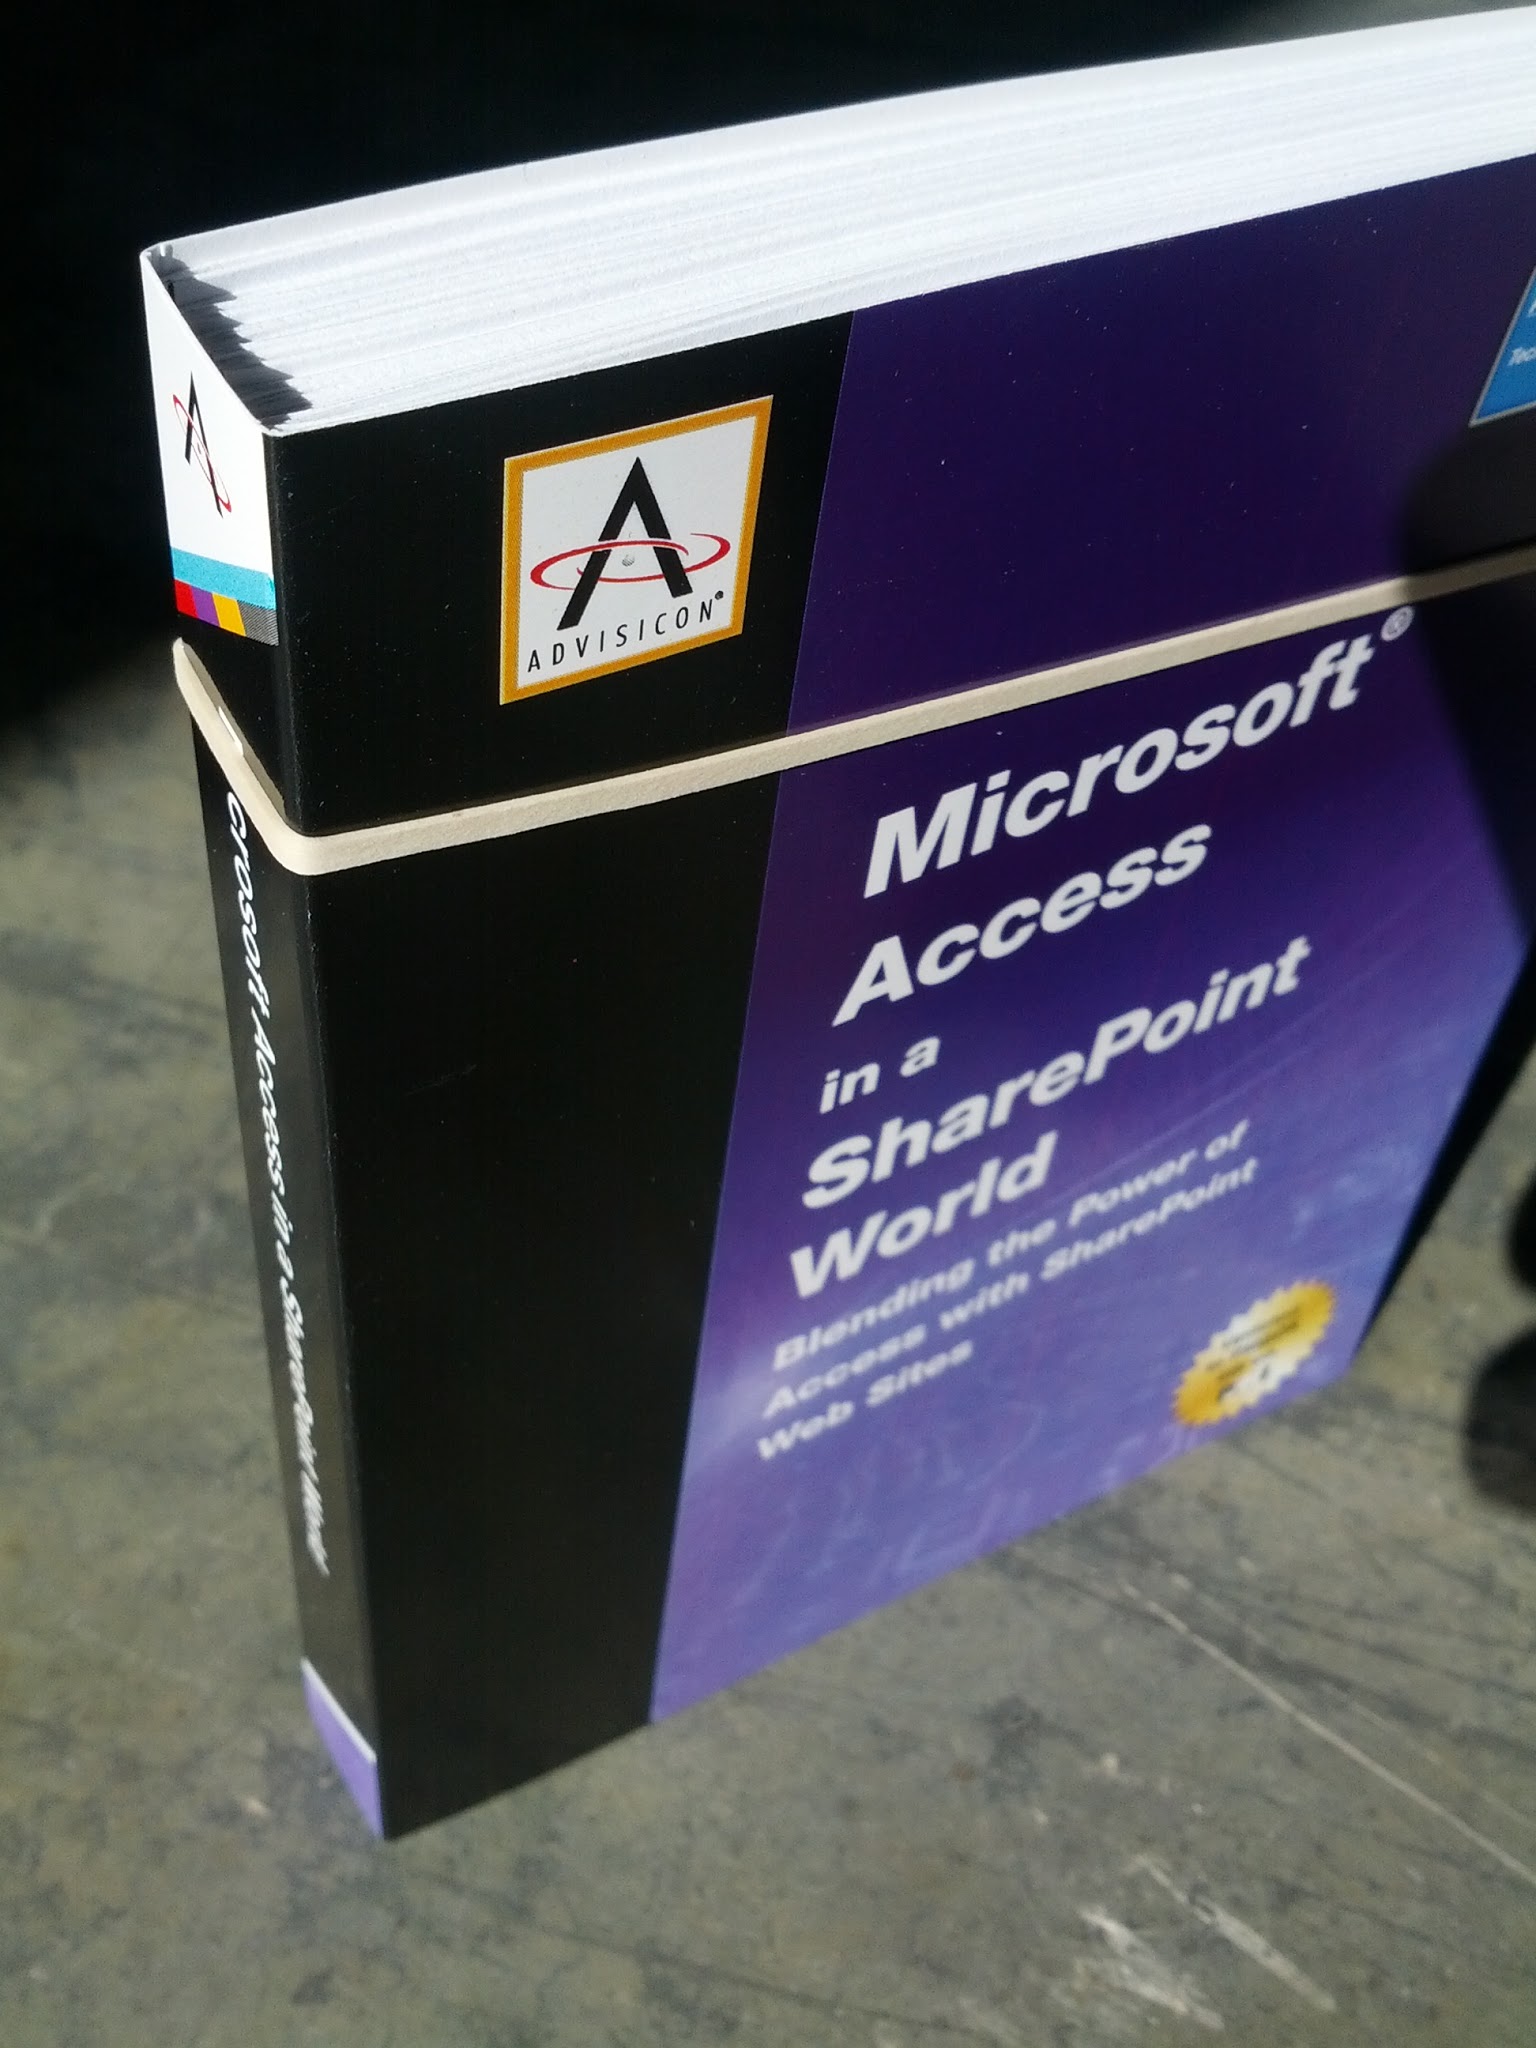 ADVISICON
Microsoft®
Access
in a
SharePoint
World
Blending the Power of
Access with SharePoint
Web Sites
crosoft Access in a SharePoint World